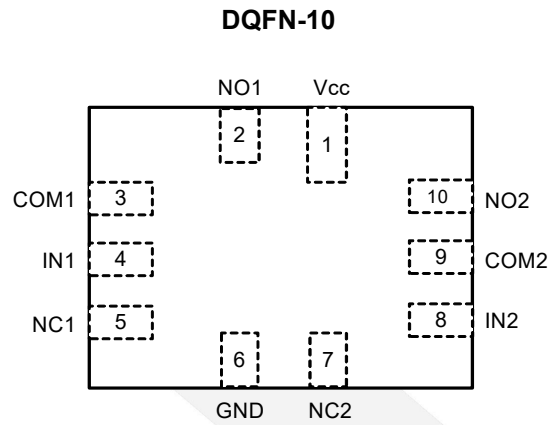 DQFN-10
NO1 Vcc
2 1
COM1 3 10 NO2
IN1 4 9 COM2
NC1 5 8 IN2
6 7
GND NC2